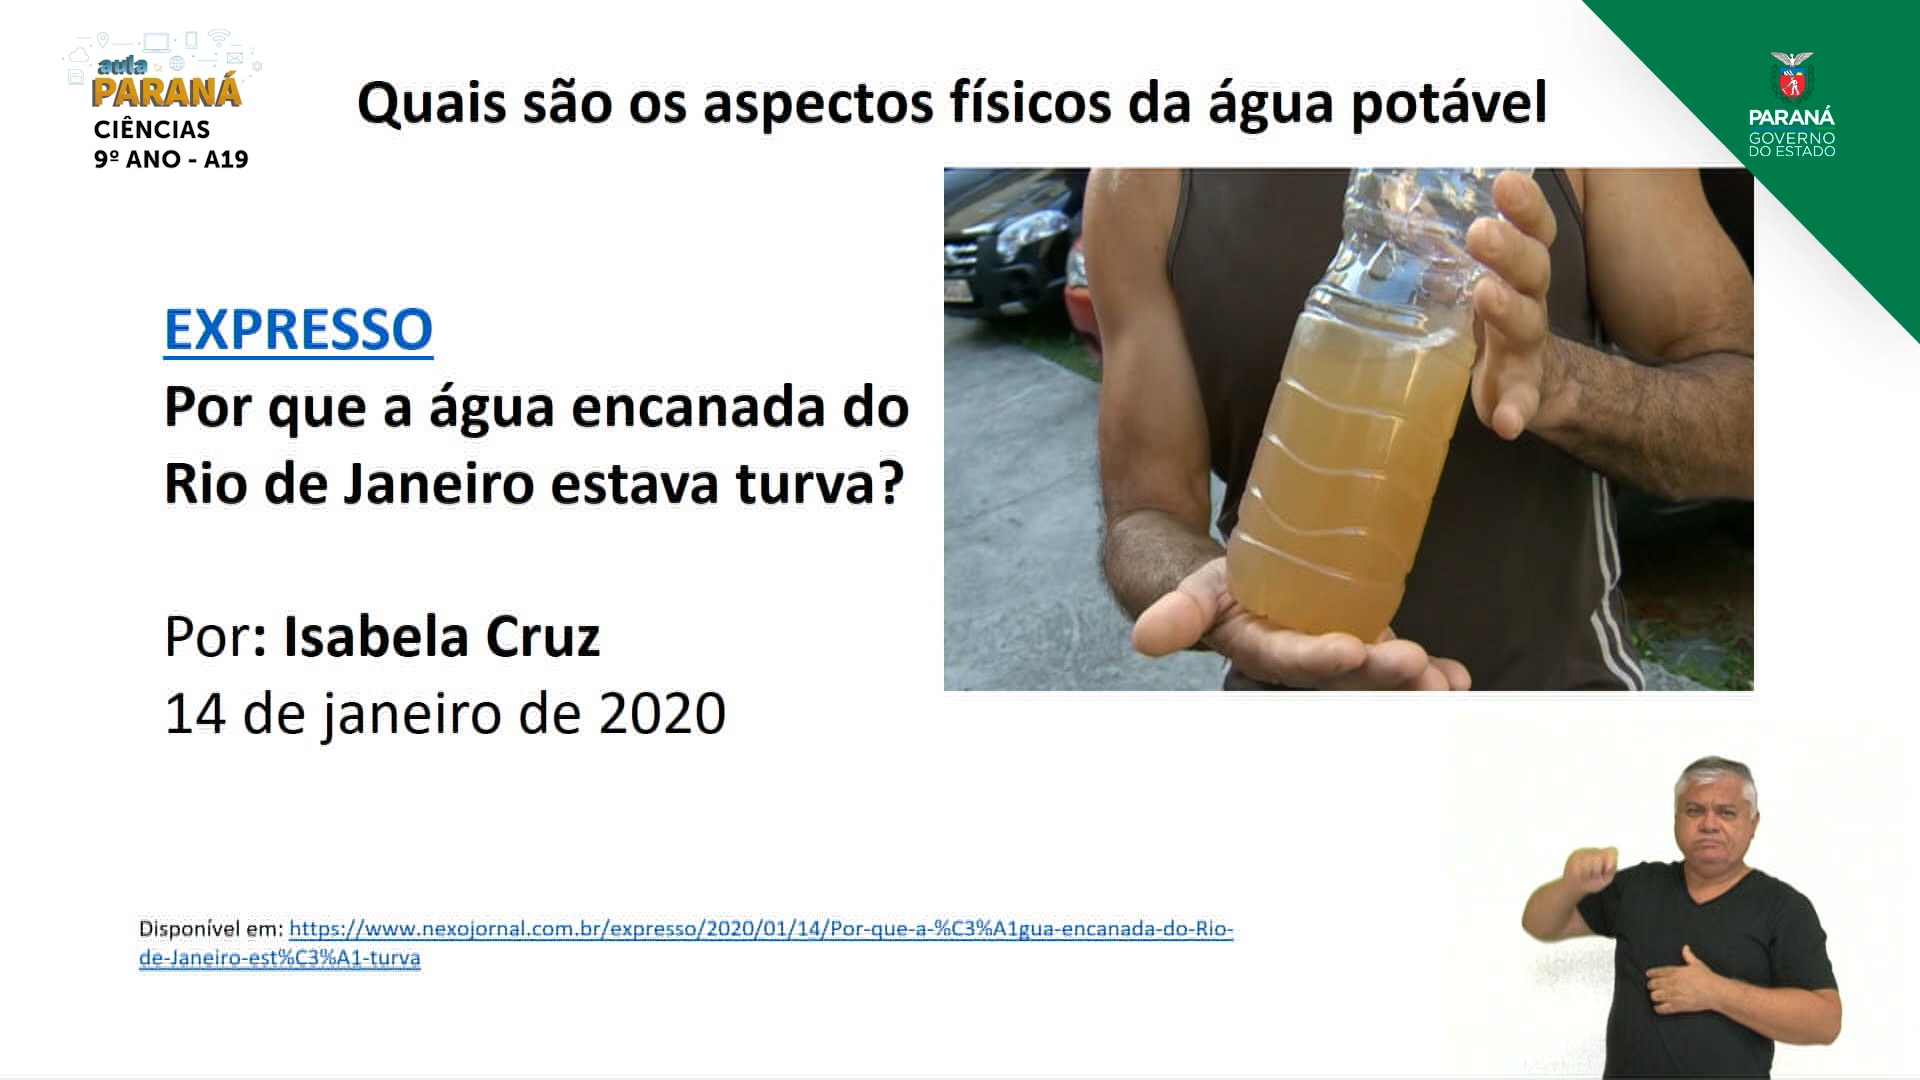 aula
PARANÁ
CIÊNCIAS
9º ANO - A19
Quais são os aspectos físicos da água potável
PARANÁ
GOVERNO
DO ESTADO
EXPRESSO
Por que a água encanada do
Rio de Janeiro estava turva?
Por: Isabela Cruz
14 de janeiro de 2020
Disponível em: https://www.nexojornal.com.br/expresso/2020/01/14/Por-que-a-%C3%A1gua-encanada-do-Rio-
de-Janeiro-est%C3%A1-turva